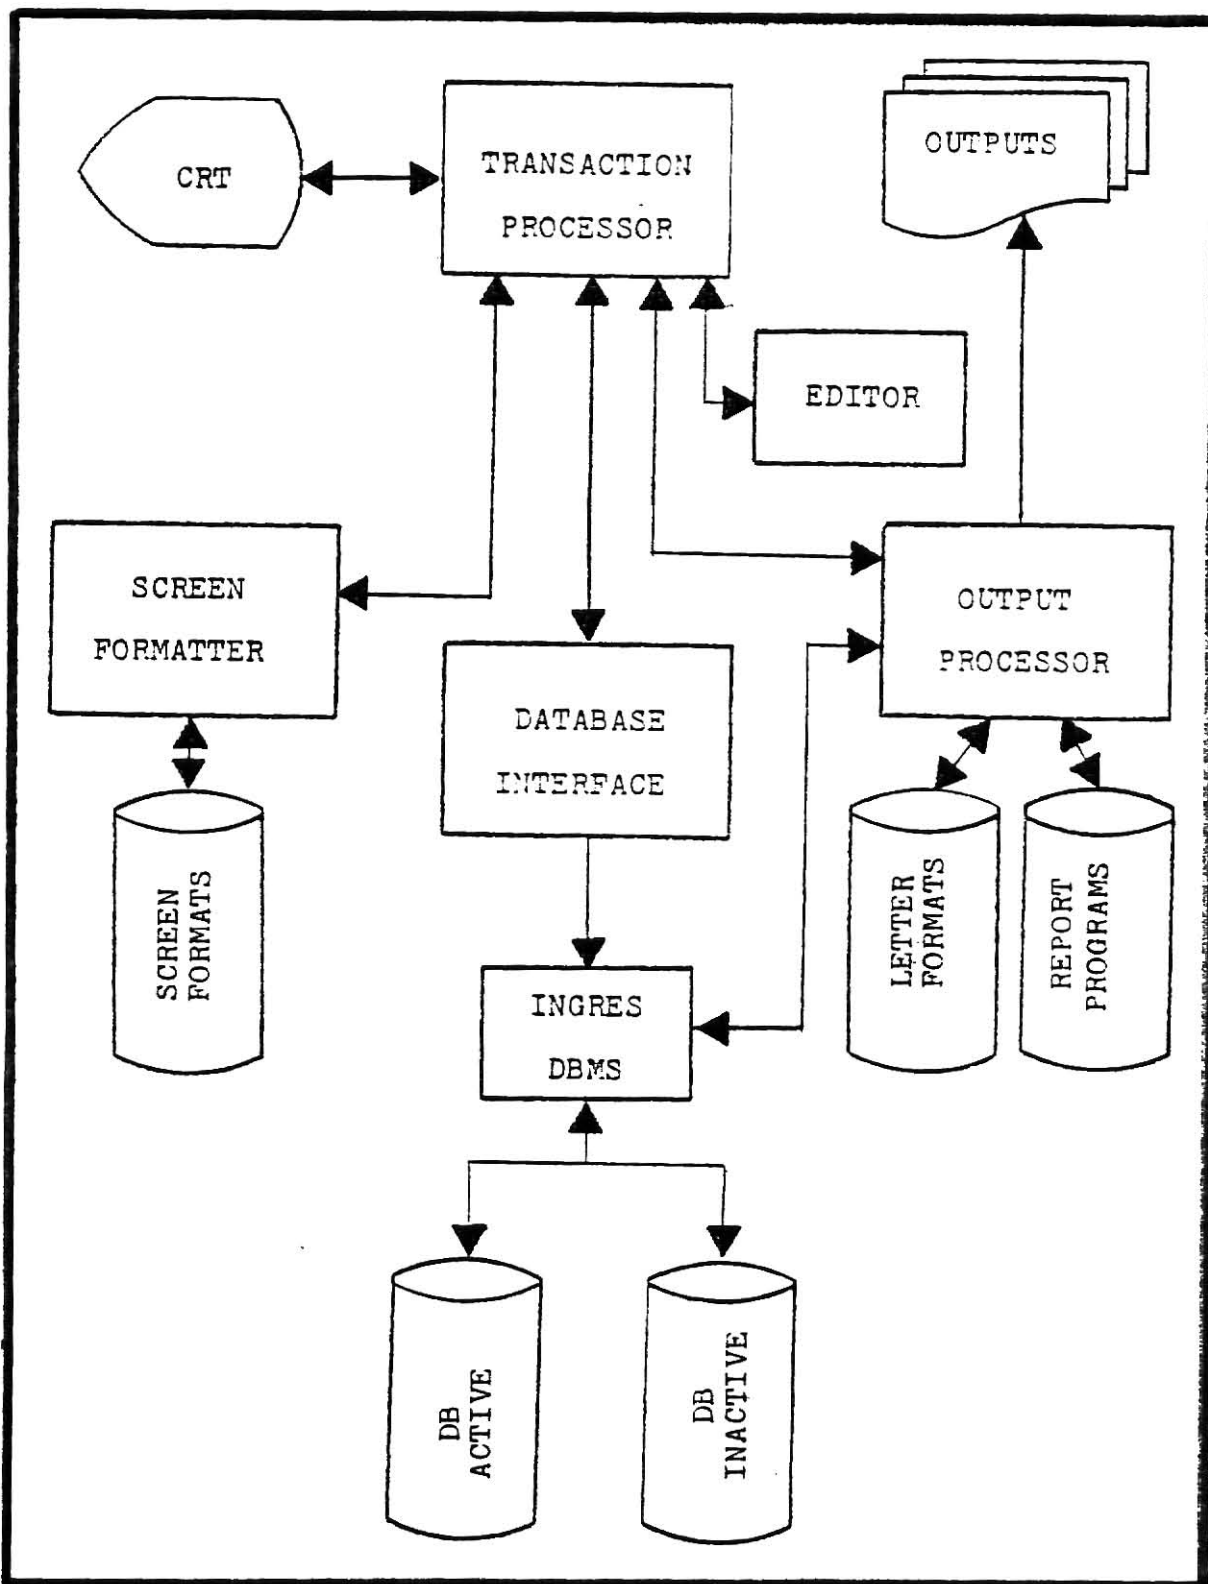 CRT
TRANSACTION
PROCESSOR
OUTPUTS
EDITOR
SCREEN
FORMATTER
OUTPUT
PROCESSOR
DATABASE
INTERFACE
SCREEN
FORMATS
LETTER
FORMATS
REPORT
PROGRAMS
INGRES
DBMS
DB
ACTIVE
DB
INACTIVE